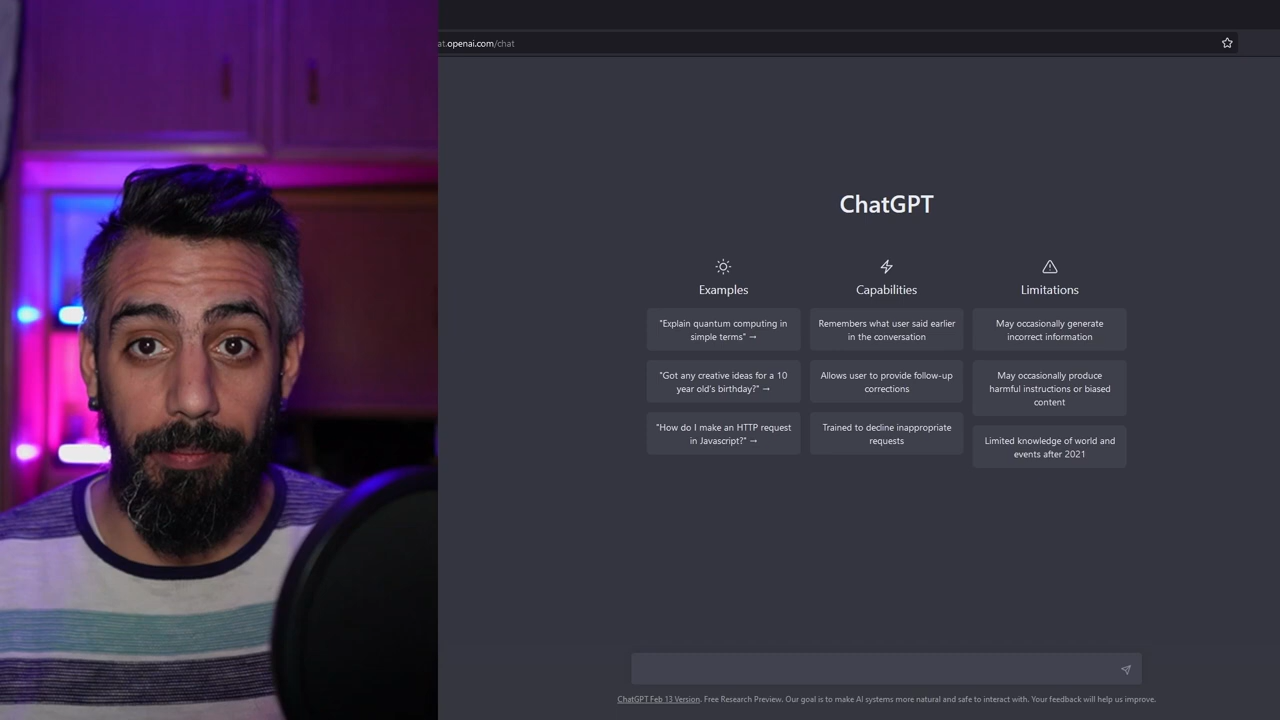 at.openai.com/chat
ChatGPT
Examples
"Explain quantum computing in
simple terms" →
"Got any creative ideas for a 10
year old's birthday?" →
"How do I make an HTTP request
in Javascript?" →
Capabilities
Remembers what user said earlier
in the conversation
Allows user to provide follow-up
corrections
Trained to decline inappropriate
requests
Limitations
May occasionally generate
incorrect information
May occasionally produce
harmful instructions or biased
content
Limited knowledge of world and
events after 2021
ChatGPT Feb 13 Version. Free Research Preview. Our goal is to make AI systems more natural and safe to interact with. Your feedback will help us improve.